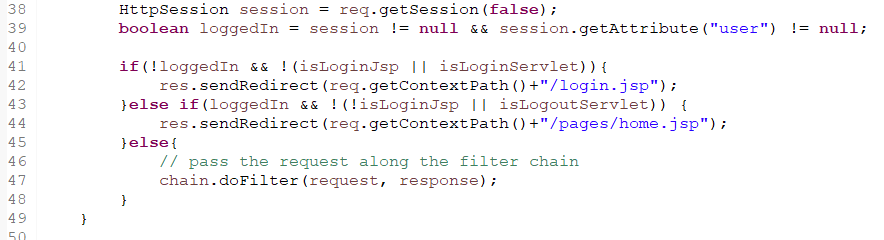 38 HttpSession session = req.getSession(false);
39 boolean loggedIn = session != null && session.getAttribute("user") != null;
40
41 if(!loggedIn && !(isLoginJsp || isLoginServlet)){
42 res.sendRedirect(req.getContextPath()+"/login.jsp");
43 }else if(loggedIn && !(!isLoginJsp || isLogoutServlet)) {
44 res.sendRedirect(req.getContextPath()+"/pages/home.jsp");
45 }else{
46 // pass the request along the filter chain
47 chain.doFilter(request, response);
48 }
49 }
50